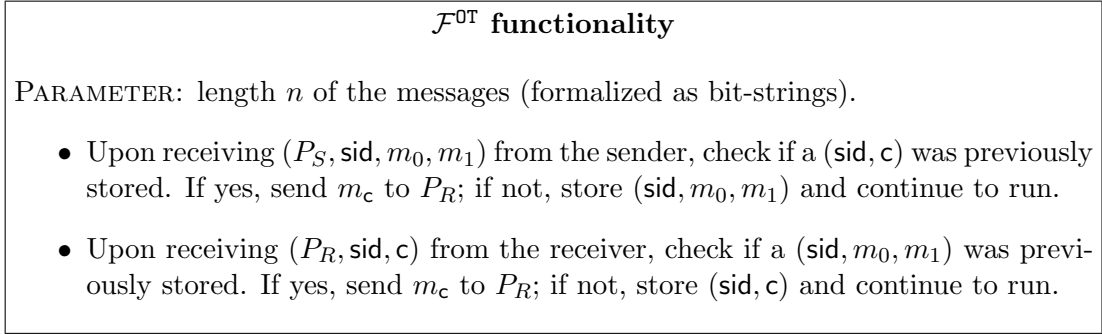 𝓕^OT functionality
PARAMETER: length n of the messages (formalized as bit-strings).
• Upon receiving (P_S, sid, m_0, m_1) from the sender, check if a (sid, c) was previously
stored. If yes, send m_c to P_R; if not, store (sid, m_0, m_1) and continue to run.
• Upon receiving (P_R, sid, c) from the receiver, check if a (sid, m_0, m_1) was previ-
ously stored. If yes, send m_c to P_R; if not, store (sid, c) and continue to run.